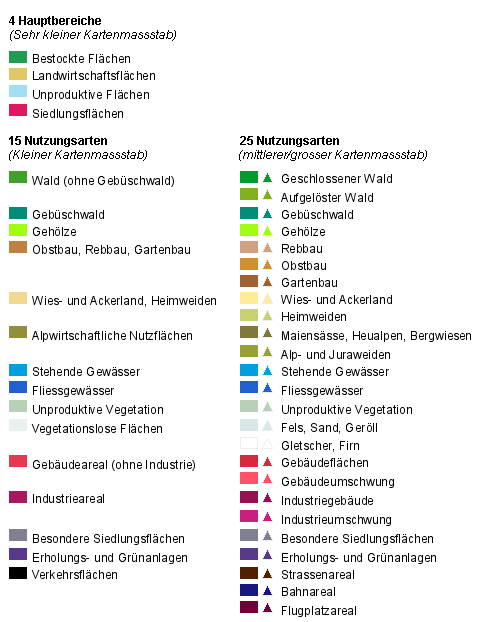 4 Hauptbereiche
(Sehr kleiner Kartenmassstab)
Bestockte Flächen
Landwirtschaftsflächen
Unproduktive Flächen
Siedlungsflächen
15 Nutzungsarten
(Kleiner Kartenmassstab)
Wald (ohne Gebüschwald)
Gebüschwald
Gehölze
Obstbau, Rebbau, Gartenbau
Wies- und Ackerland, Heimweiden
Alpwirtschaftliche Nutzflächen
Stehende Gewässer
Fliessgewässer
Unproduktive Vegetation
Vegetationslose Flächen
Gebäudeareal (ohne Industrie)
Industrieareal
Besondere Siedlungsflächen
Erholungs- und Grünanlagen
Verkehrsflächen
25 Nutzungsarten
(mittlerer/grosser Kartenmassstab)
Geschlossener Wald
Aufgelöster Wald
Gebüschwald
Gehölze
Rebbau
Obstbau
Gartenbau
Wies- und Ackerland
Heimweiden
Maiensässe, Heualpen, Bergwiesen
Alp- und Juraweiden
Stehende Gewässer
Fliessgewässer
Unproduktive Vegetation
Fels, Sand, Geröll
Gletscher, Firn
Gebäudeflächen
Gebäudeumschwung
Industriegebäude
Industrieumschwung
Besondere Siedlungsflächen
Erholungs- und Grünanlagen
Strassenareal
Bahnareal
Flugplatzareal